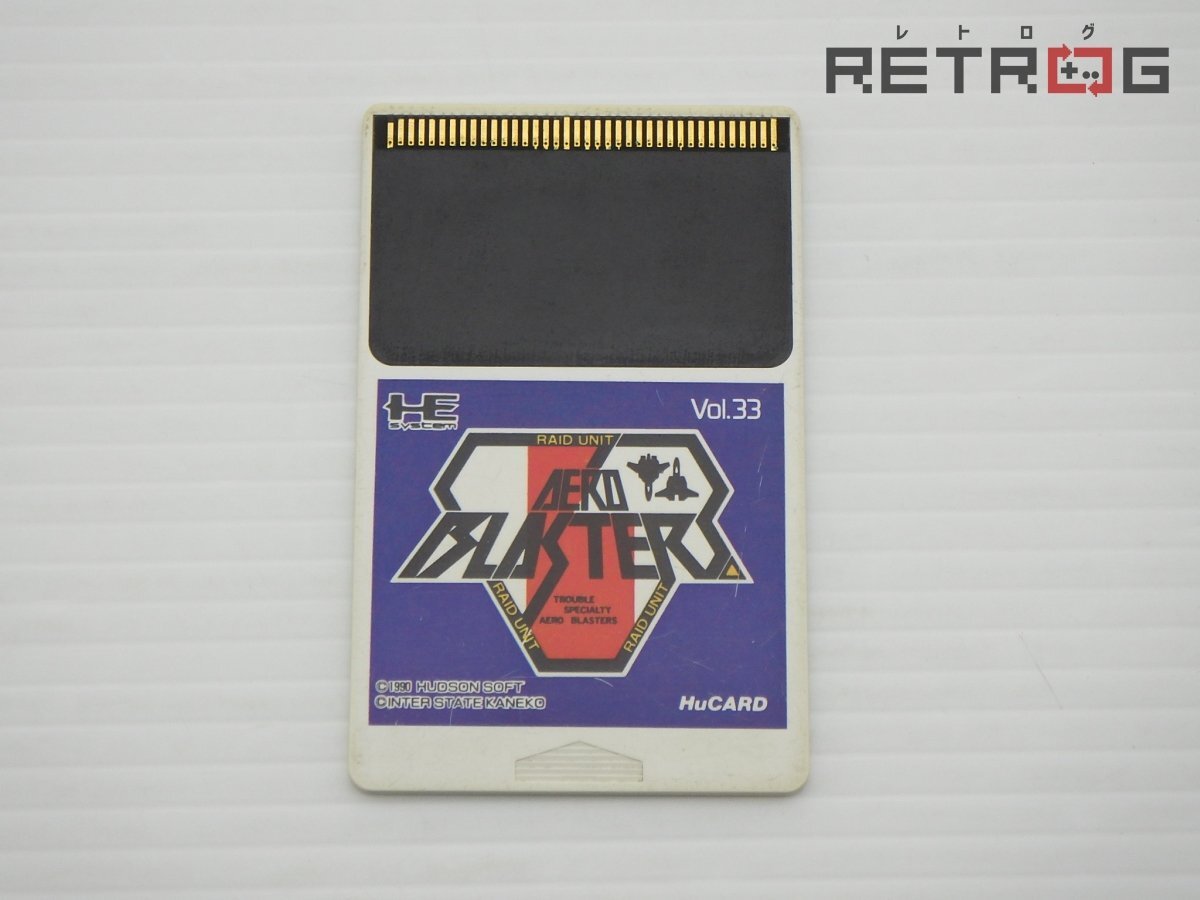 レトログ
RETROG
HE
SYSTEM
Vol.33
RAID UNIT
AERO
BLASTERS
RAID UNIT
RAID UNIT
TROUBLE
SPECIALTY
AERO BLASTERS
©1990 HUDSON SOFT
©INTER STATE KANEKO
HuCARD